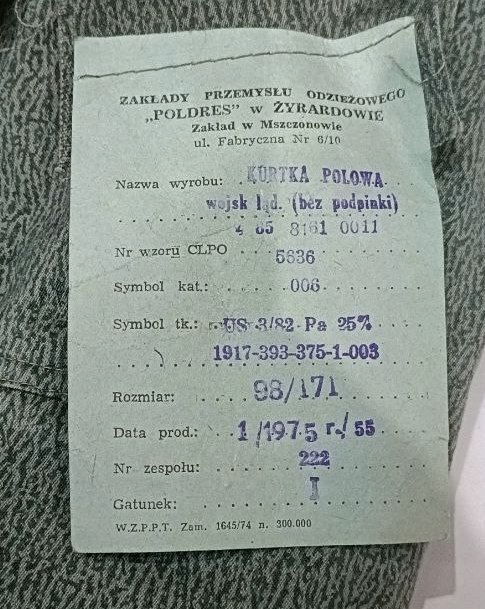 ZAKŁADY PRZEMYSŁU ODZIEŻOWEGO
„POLDRES” w ŻYRARDOWIE
Zakład w Mszczonowie
ul. Fabryczna Nr 6/10
Nazwa wyrobu: KURTKA POLOWA
wojsk ląd. (bez podpinki)
85 8161 0011
Nr wzoru CLPO 5636
Symbol kat.: 006
Symbol tk.: US 3/82 Pa 25%
1917-393-375-1-003
Rozmiar: 98/171
Data prod.: 1/1975 r./55
Nr zespołu: 222
Gatunek: I
W.Z.P.P.T. Zam. 1645/74 n. 300.000